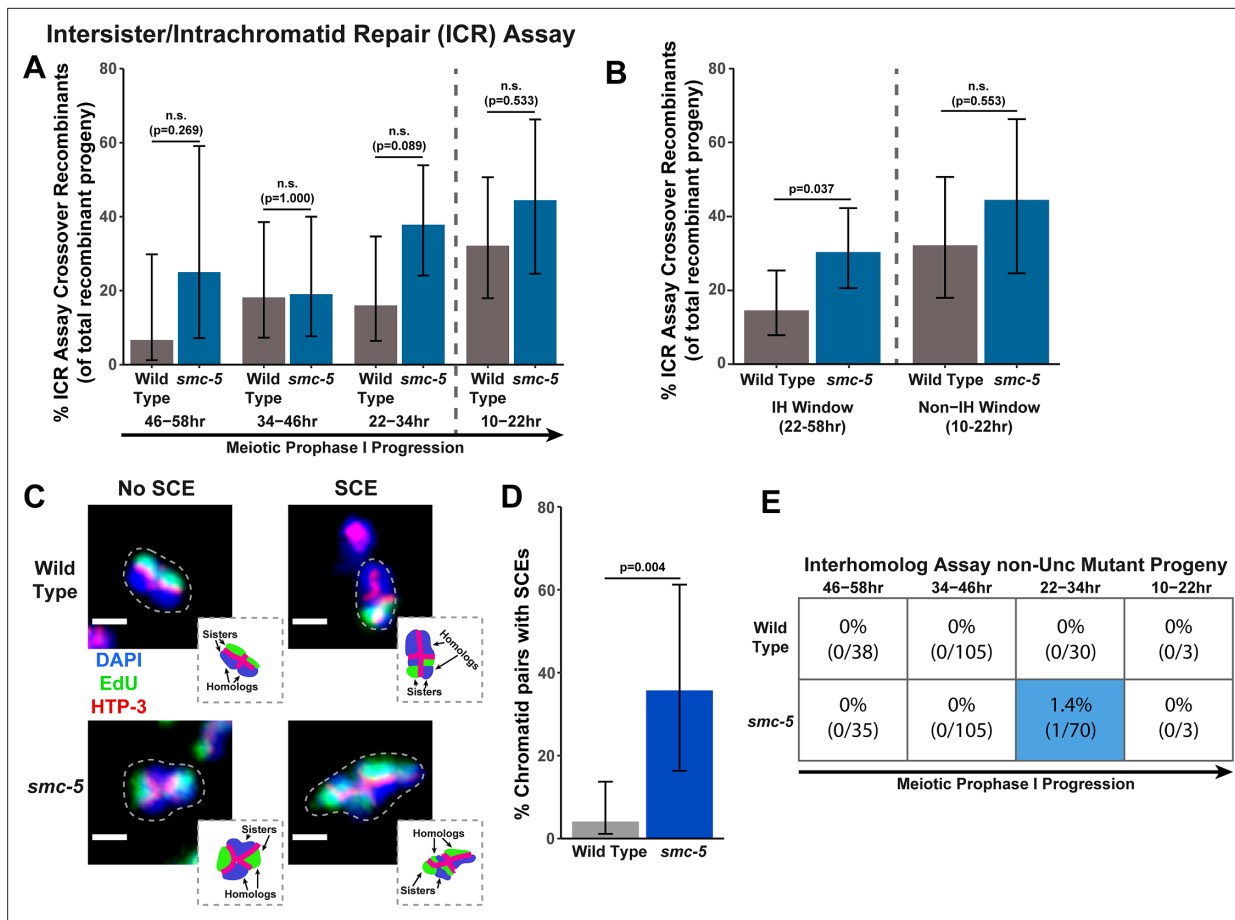 Intersister/Intrachromatid Repair (ICR) Assay
A
% ICR Assay Crossover Recombinants
(of total recombinant progeny)
80
60
40
20
0
n.s.
(p=0.269)
n.s.
(p=1.000)
n.s.
(p=0.089)
n.s.
(p=0.533)
Wild
Type
smc-5
Wild
Type
smc-5
Wild
Type
smc-5
Wild
Type
smc-5
46−58hr
34−46hr
22−34hr
10−22hr
Meiotic Prophase I Progression
B
% ICR Assay Crossover Recombinants
(of total recombinant progeny)
80
60
40
20
0
p=0.037
n.s.
(p=0.553)
Wild Type
smc-5
Wild Type
smc-5
IH Window
(22-58hr)
Non−IH Window
(10-22hr)
C
No SCE
SCE
Wild
Type
Sisters
Homologs
Homologs
Sisters
DAPI
EdU
HTP-3
smc-5
Sisters
Homologs
Homologs
Sisters
D
% Chromatid pairs with SCEs
80
60
40
20
0
p=0.004
Wild Type
smc-5
E
Interhomolog Assay non-Unc Mutant Progeny
46−58hr 34−46hr 22−34hr 10−22hr
Wild
Type
0% 0% 0% 0%
(0/38) (0/105) (0/30) (0/3)
smc-5
0% 0% 1.4% 0%
(0/35) (0/105) (1/70) (0/3)
Meiotic Prophase I Progression